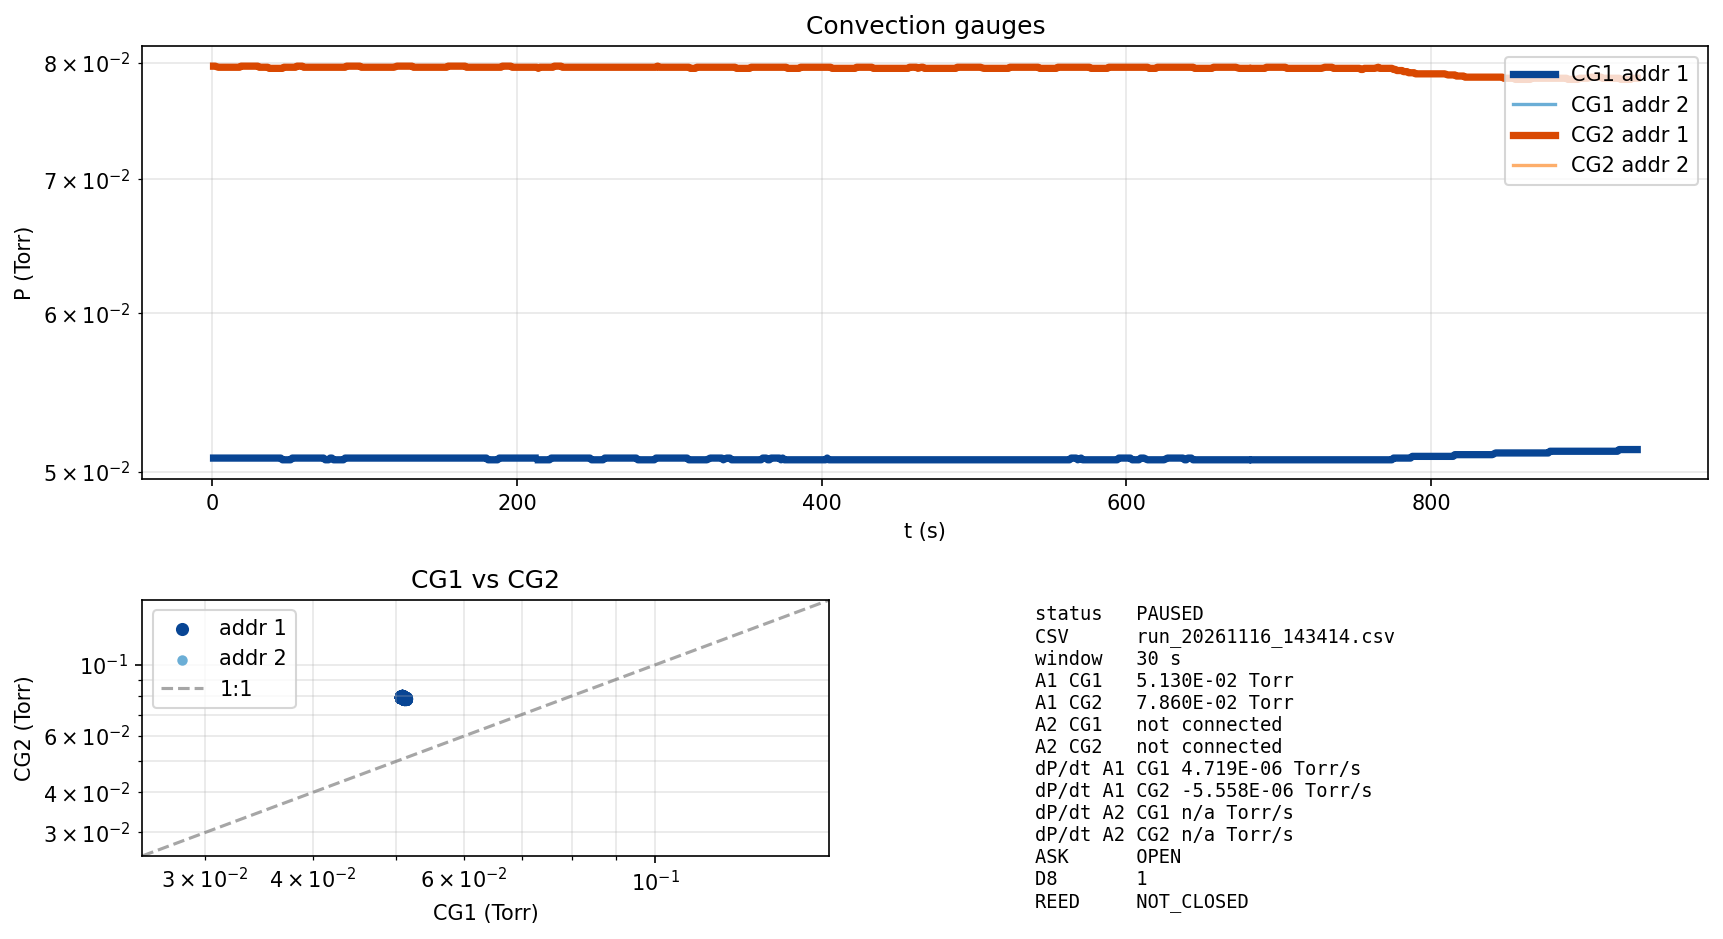 Convection gauges
8 × 10⁻²
7 × 10⁻²
6 × 10⁻²
5 × 10⁻²
P (Torr)
CG1 addr 1
CG1 addr 2
CG2 addr 1
CG2 addr 2
0 200 400 600 800
t (s)
CG1 vs CG2
addr 1
addr 2
1:1
10⁻¹
6 × 10⁻²
4 × 10⁻²
3 × 10⁻²
CG2 (Torr)
3 × 10⁻² 4 × 10⁻² 6 × 10⁻² 10⁻¹
CG1 (Torr)
status PAUSED
CSV run_20261116_143414.csv
window 30 s
A1 CG1 5.130E-02 Torr
A1 CG2 7.860E-02 Torr
A2 CG1 not connected
A2 CG2 not connected
dP/dt A1 CG1 4.719E-06 Torr/s
dP/dt A1 CG2 -5.558E-06 Torr/s
dP/dt A2 CG1 n/a Torr/s
dP/dt A2 CG2 n/a Torr/s
ASK OPEN
D8 1
REED NOT_CLOSED